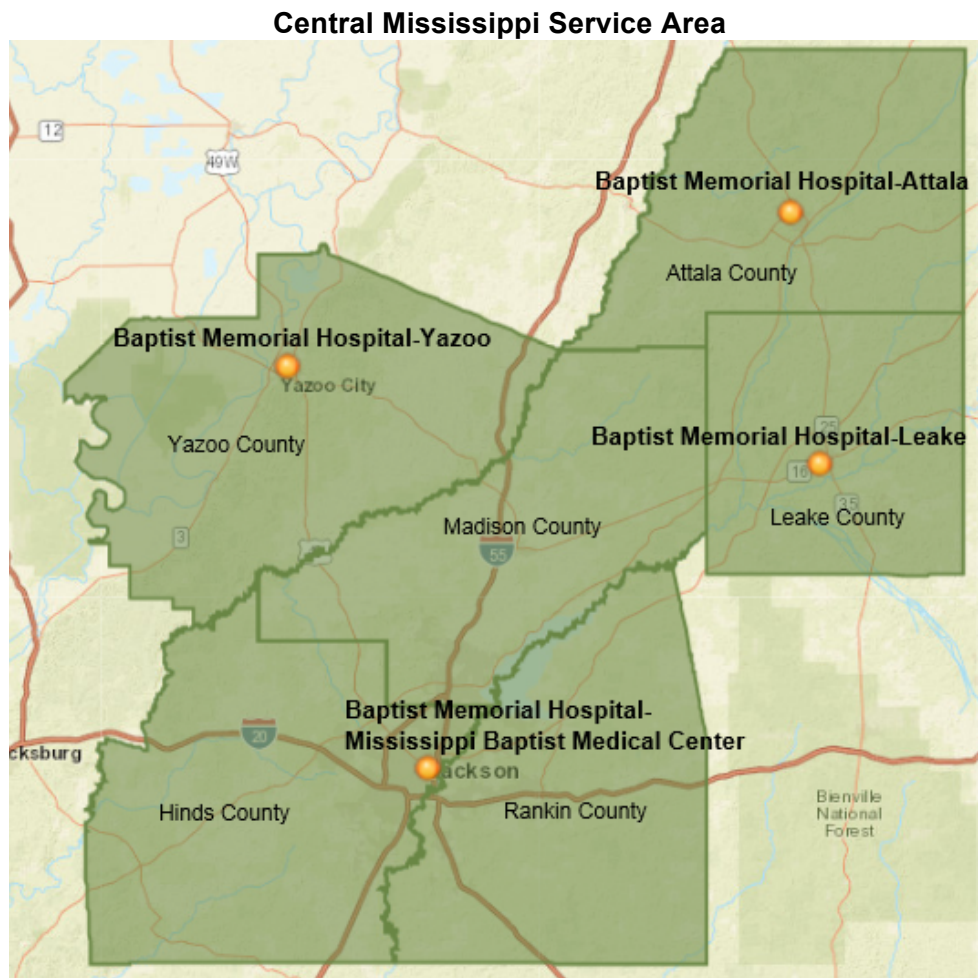 Central Mississippi Service Area
12
49W
Baptist Memorial Hospital-Attala
Attala County
Baptist Memorial Hospital-Yazoo
Yazoo City
Yazoo County
25
Baptist Memorial Hospital-Leake
16
35
Leake County
Madison County
3
55
Baptist Memorial Hospital-
Mississippi Baptist Medical Center
20
cksburg
ackson
Hinds County
Rankin County
Bienville
National
Forest